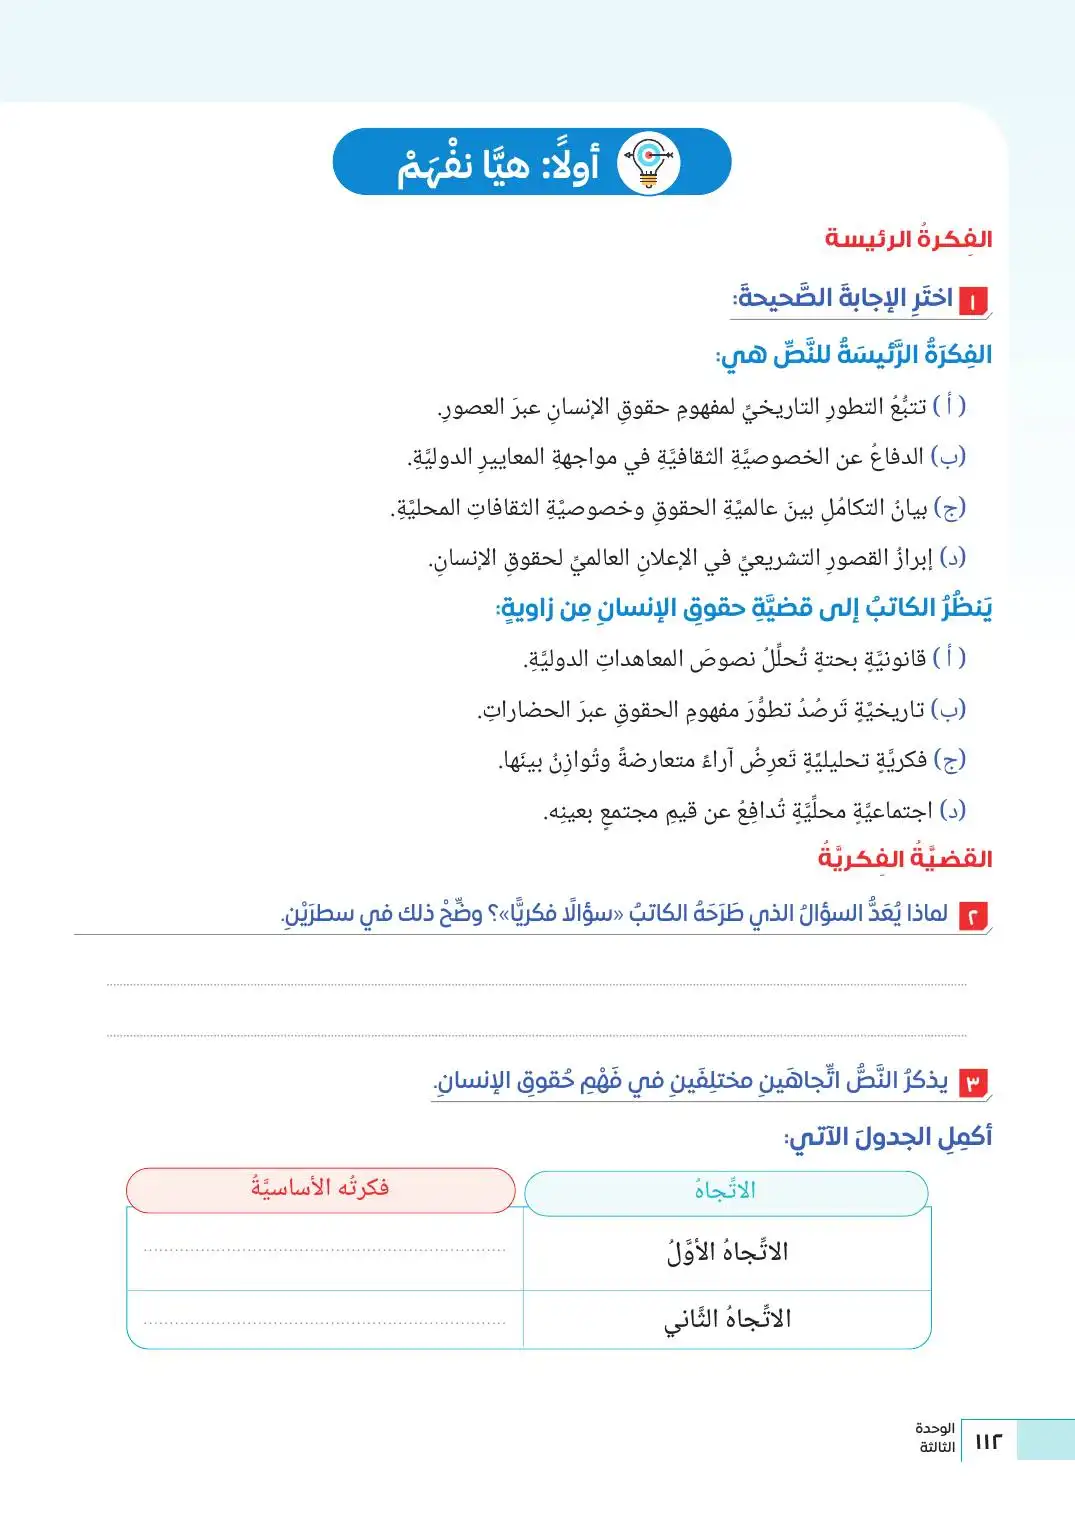 أولًا: هيَّا نفْهَمْ
الفِكرةُ الرئيسة
١ اختَرِ الإجابةَ الصَّحيحةَ:
الفِكرَةُ الرَّئيسَةُ للنَّصِّ هي:
( أ ) تتبُّعُ التطورِ التاريخيِّ لمفهومِ حقوقِ الإنسانِ عبرَ العصورِ.
(ب) الدفاعُ عن الخصوصيَّةِ الثقافيَّةِ في مواجهةِ المعاييرِ الدوليَّةِ.
(ج) بيانُ التكامُلِ بينَ عالميَّةِ الحقوقِ وخصوصيَّةِ الثقافاتِ المحليَّةِ.
(د) إبرازُ القصورِ التشريعيِّ في الإعلانِ العالميِّ لحقوقِ الإنسانِ.
يَنظُرُ الكاتبُ إلى قضيَّةِ حقوقِ الإنسانِ مِن زاويةٍ:
( أ ) قانونيَّةٍ بحتةٍ تُحلِّلُ نصوصَ المعاهداتِ الدوليَّةِ.
(ب) تاريخيَّةٍ تَرصُدُ تطوُّرَ مفهومِ الحقوقِ عبرَ الحضاراتِ.
(ج) فكريَّةٍ تحليليَّةٍ تَعرِضُ آراءً متعارضةً وتُوازِنُ بينَها.
(د) اجتماعيَّةٍ محلِّيَّةٍ تُدافِعُ عن قيمِ مجتمعٍ بعينِه.
القضيَّةُ الفِكريَّةُ
٢ لماذا يُعَدُّ السؤالُ الذي طَرَحَهُ الكاتبُ «سؤالًا فكريًّا»؟ وضِّحْ ذلك في سطرَيْنِ.
٣ يذكرُ النَّصُّ اتِّجاهَينِ مختلِفَينِ في فَهْمِ حُقوقِ الإنسانِ.
أكمِلِ الجدولَ الآتي:
الاتِّجاهُ
فكرتُه الأساسيَّةُ
الاتِّجاهُ الأوَّلُ
الاتِّجاهُ الثَّاني
١١٢
الوحدة
الثالثة